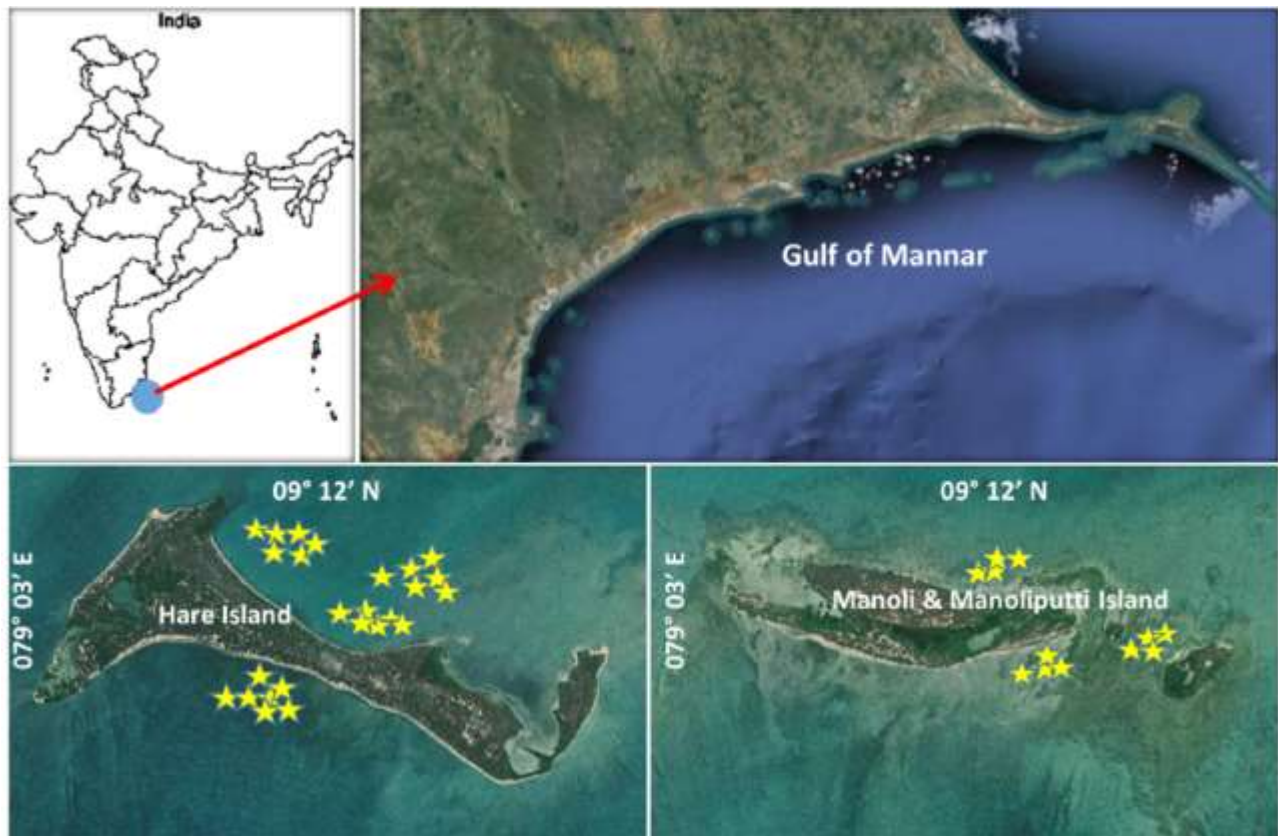 India
Gulf of Mannar
09° 12' N
079° 03' E
Hare Island
09° 12' N
079° 03' E
Manoli & Manoliputti Island